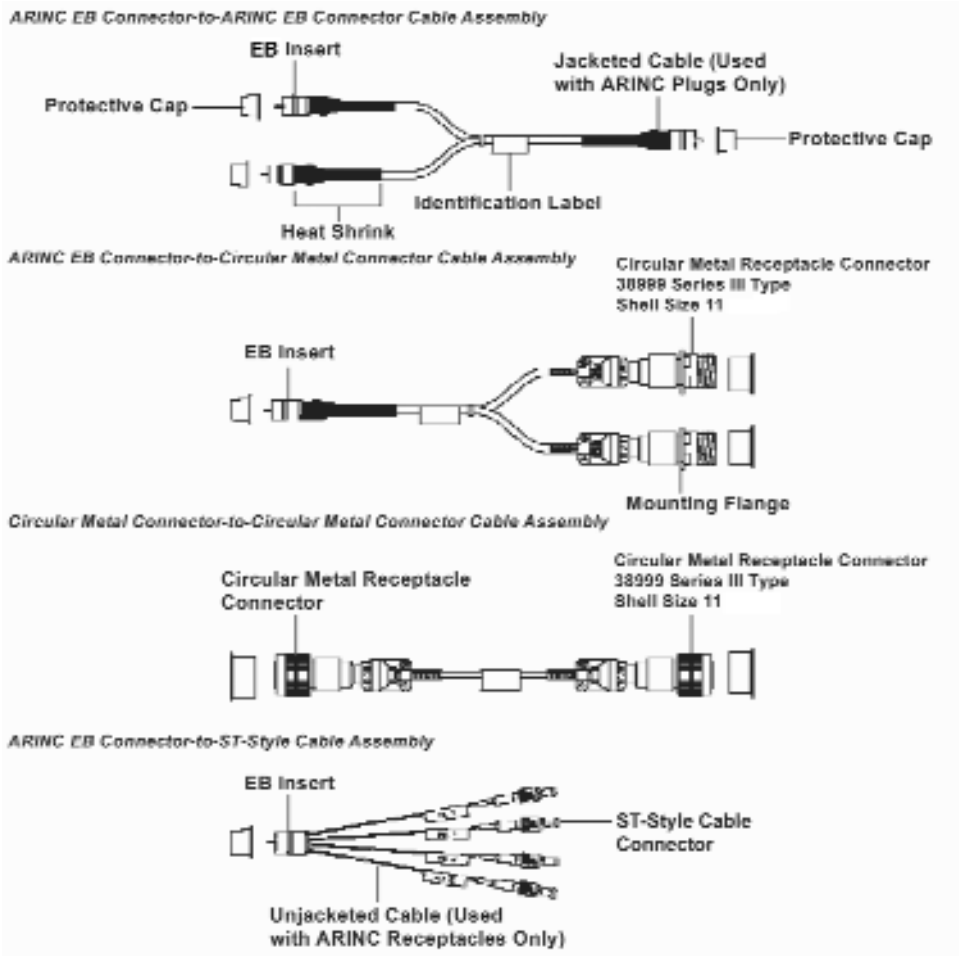 ARINC EB Connector-to-ARINC EB Connector Cable Assembly
EB Insert
Jacketed Cable (Used
with ARINC Plugs Only)
Protective Cap
Protective Cap
Identification Label
Heat Shrink
ARINC EB Connector-to-Circular Metal Connector Cable Assembly
Circular Metal Receptacle Connector
38999 Series III Type
Shell Size 11
EB Insert
Mounting Flange
Circular Metal Connector-to-Circular Metal Connector Cable Assembly
Circular Metal Receptacle Connector
38999 Series III Type
Shell Size 11
Circular Metal Receptacle
Connector
ARINC EB Connector-to-ST-Style Cable Assembly
EB Insert
ST-Style Cable
Connector
Unjacketed Cable (Used
with ARINC Receptacles Only)